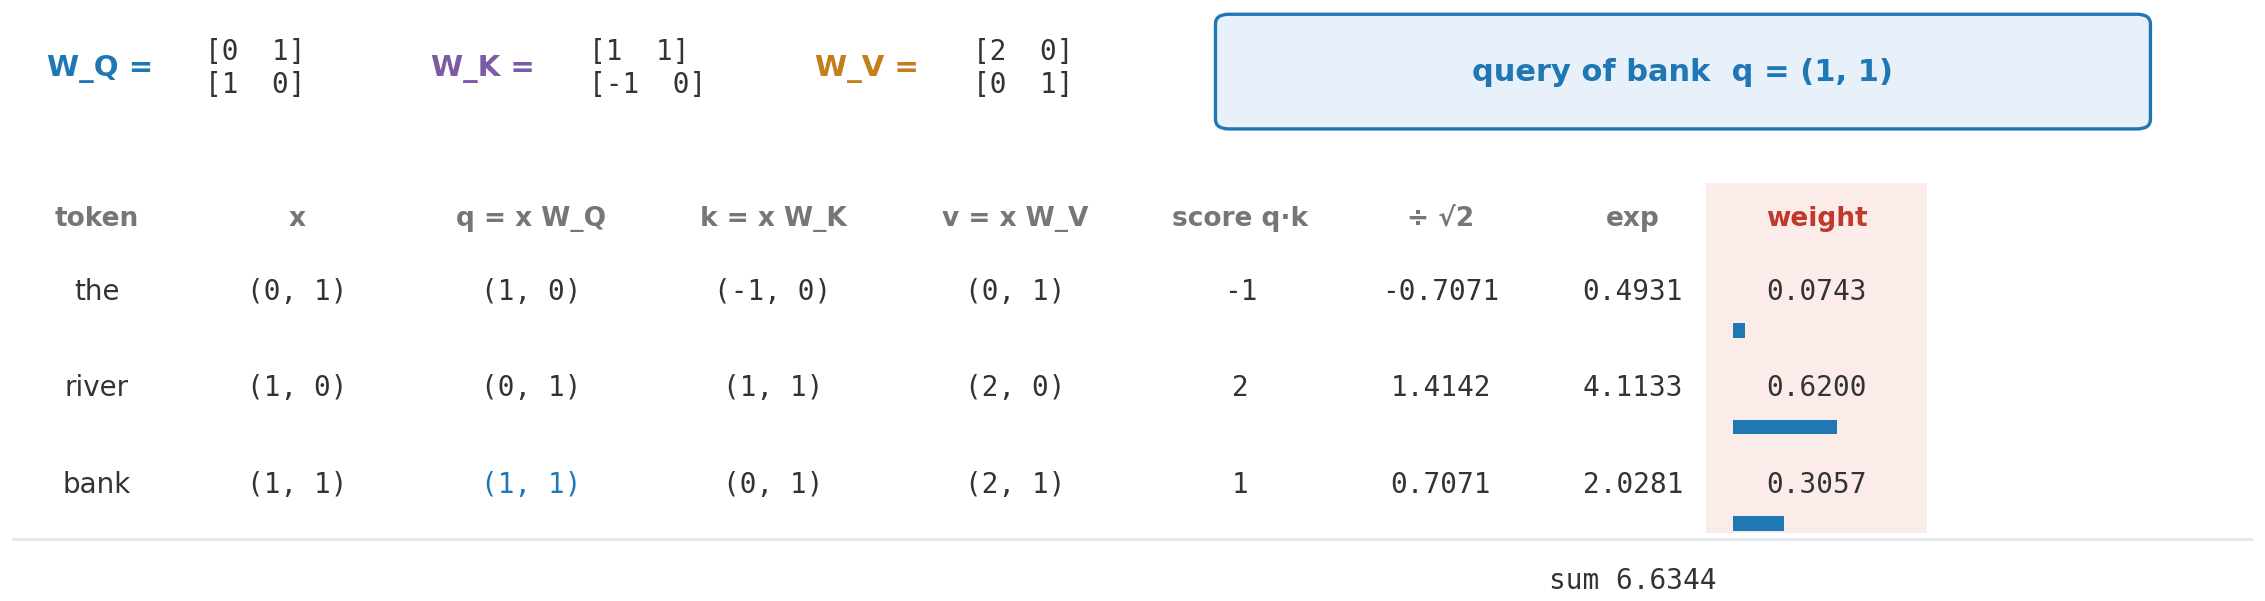 W_Q = [0  1] W_K = [1  1] W_V = [2  0] query of bank  q = (1, 1)
[1  0] [-1  0] [0  1]
token x q = x W_Q k = x W_K v = x W_V score q·k ÷ √2 exp weight
the (0, 1) (1, 0) (-1, 0) (0, 1) -1 -0.7071 0.4931 0.0743
river (1, 0) (0, 1) (1, 1) (2, 0) 2 1.4142 4.1133 0.6200
bank (1, 1) (1, 1) (0, 1) (2, 1) 1 0.7071 2.0281 0.3057
sum 6.6344